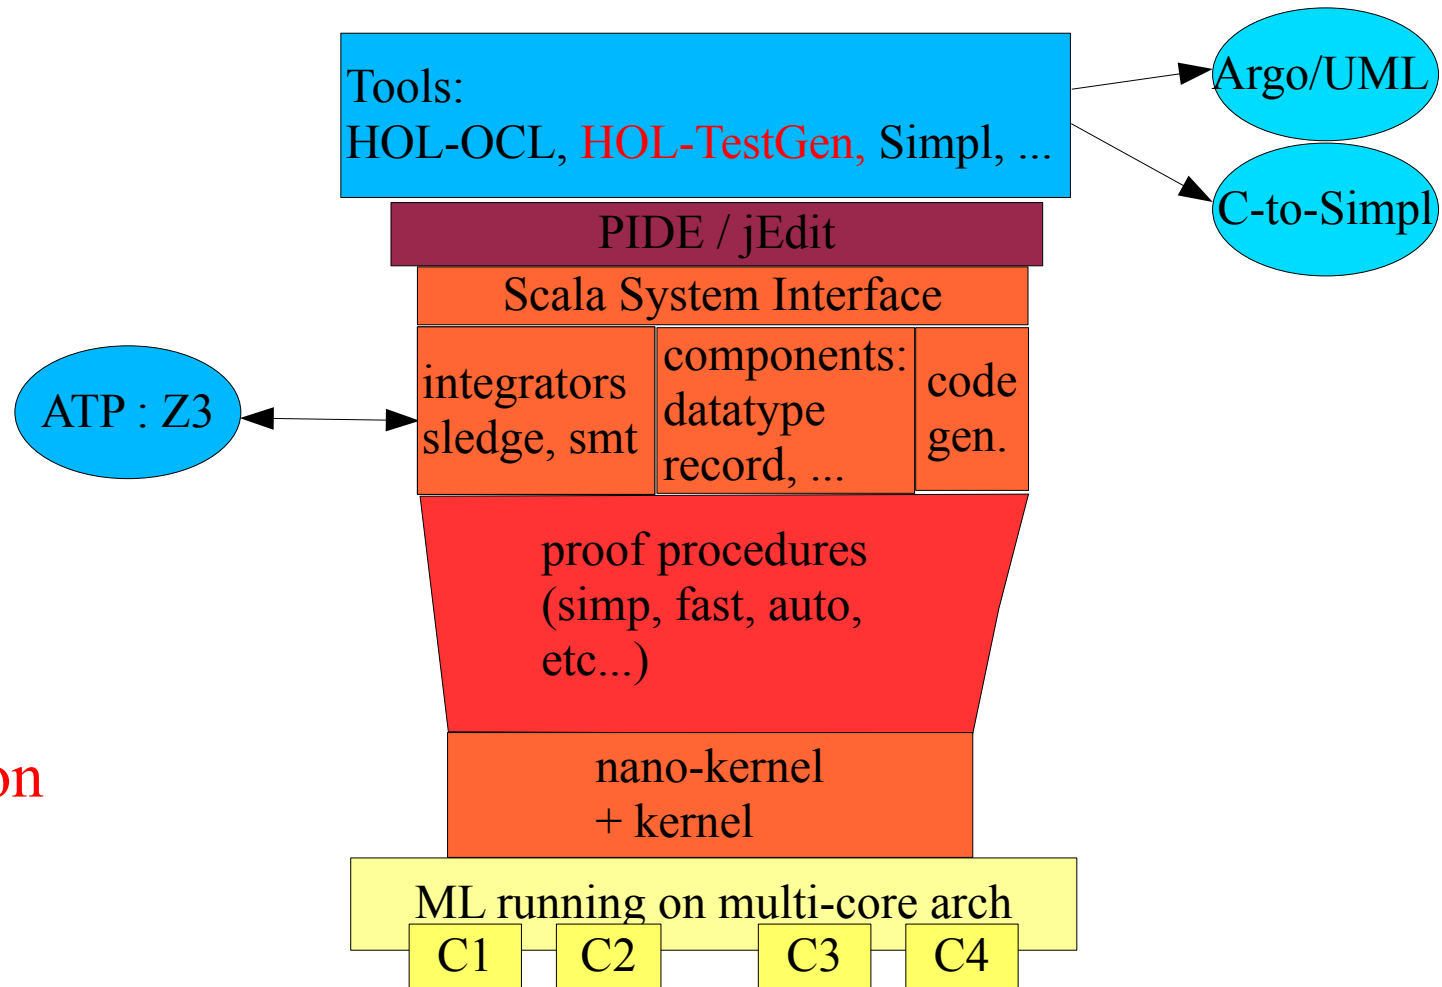 Tools:
HOL-OCL, HOL-TestGen, Simpl, ...
Argo/UML
C-to-Simpl
PIDE / jEdit
Scala System Interface
ATP : Z3
integrators
sledge, smt
components:
datatype
record, ...
code
gen.
proof procedures
(simp, fast, auto,
etc...)
on
nano-kernel
+ kernel
ML running on multi-core arch
C1
C2
C3
C4